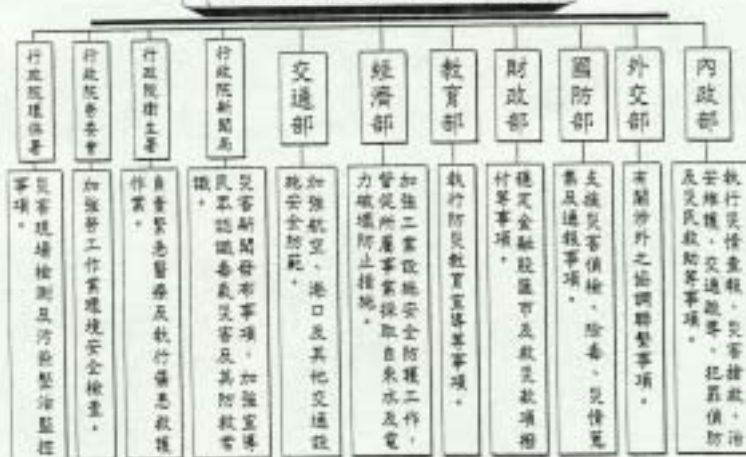 內政部
執行災情查報、災害搶救、治
安維護、交通疏導、犯罪偵防
及災民救助等事項。
外交部
有關涉外之協調聯繫事項。
國防部
支援災害偵檢、除毒、災情蒐
集及通報事項。
財政部
穩定金融股匯市及救災款項撥
付等事項。
教育部
執行防災教育宣導等事項。
經濟部
加強工業設施安全防護工作，
督促所屬事業採取自來水及電
力破壞防止措施。
交通部
加強航空、港口及其他交通設
施安全防範。
行政院新聞局
災害新聞發布事項，加強宣導
民眾認識毒氣災害及其防救常
識。
行政院衛生署
負責緊急醫療及執行傷患救護
作業。
行政院勞委會
加強勞工作業環境安全檢查。
行政院環保署
災害現場檢測及污染整治監控
事項。